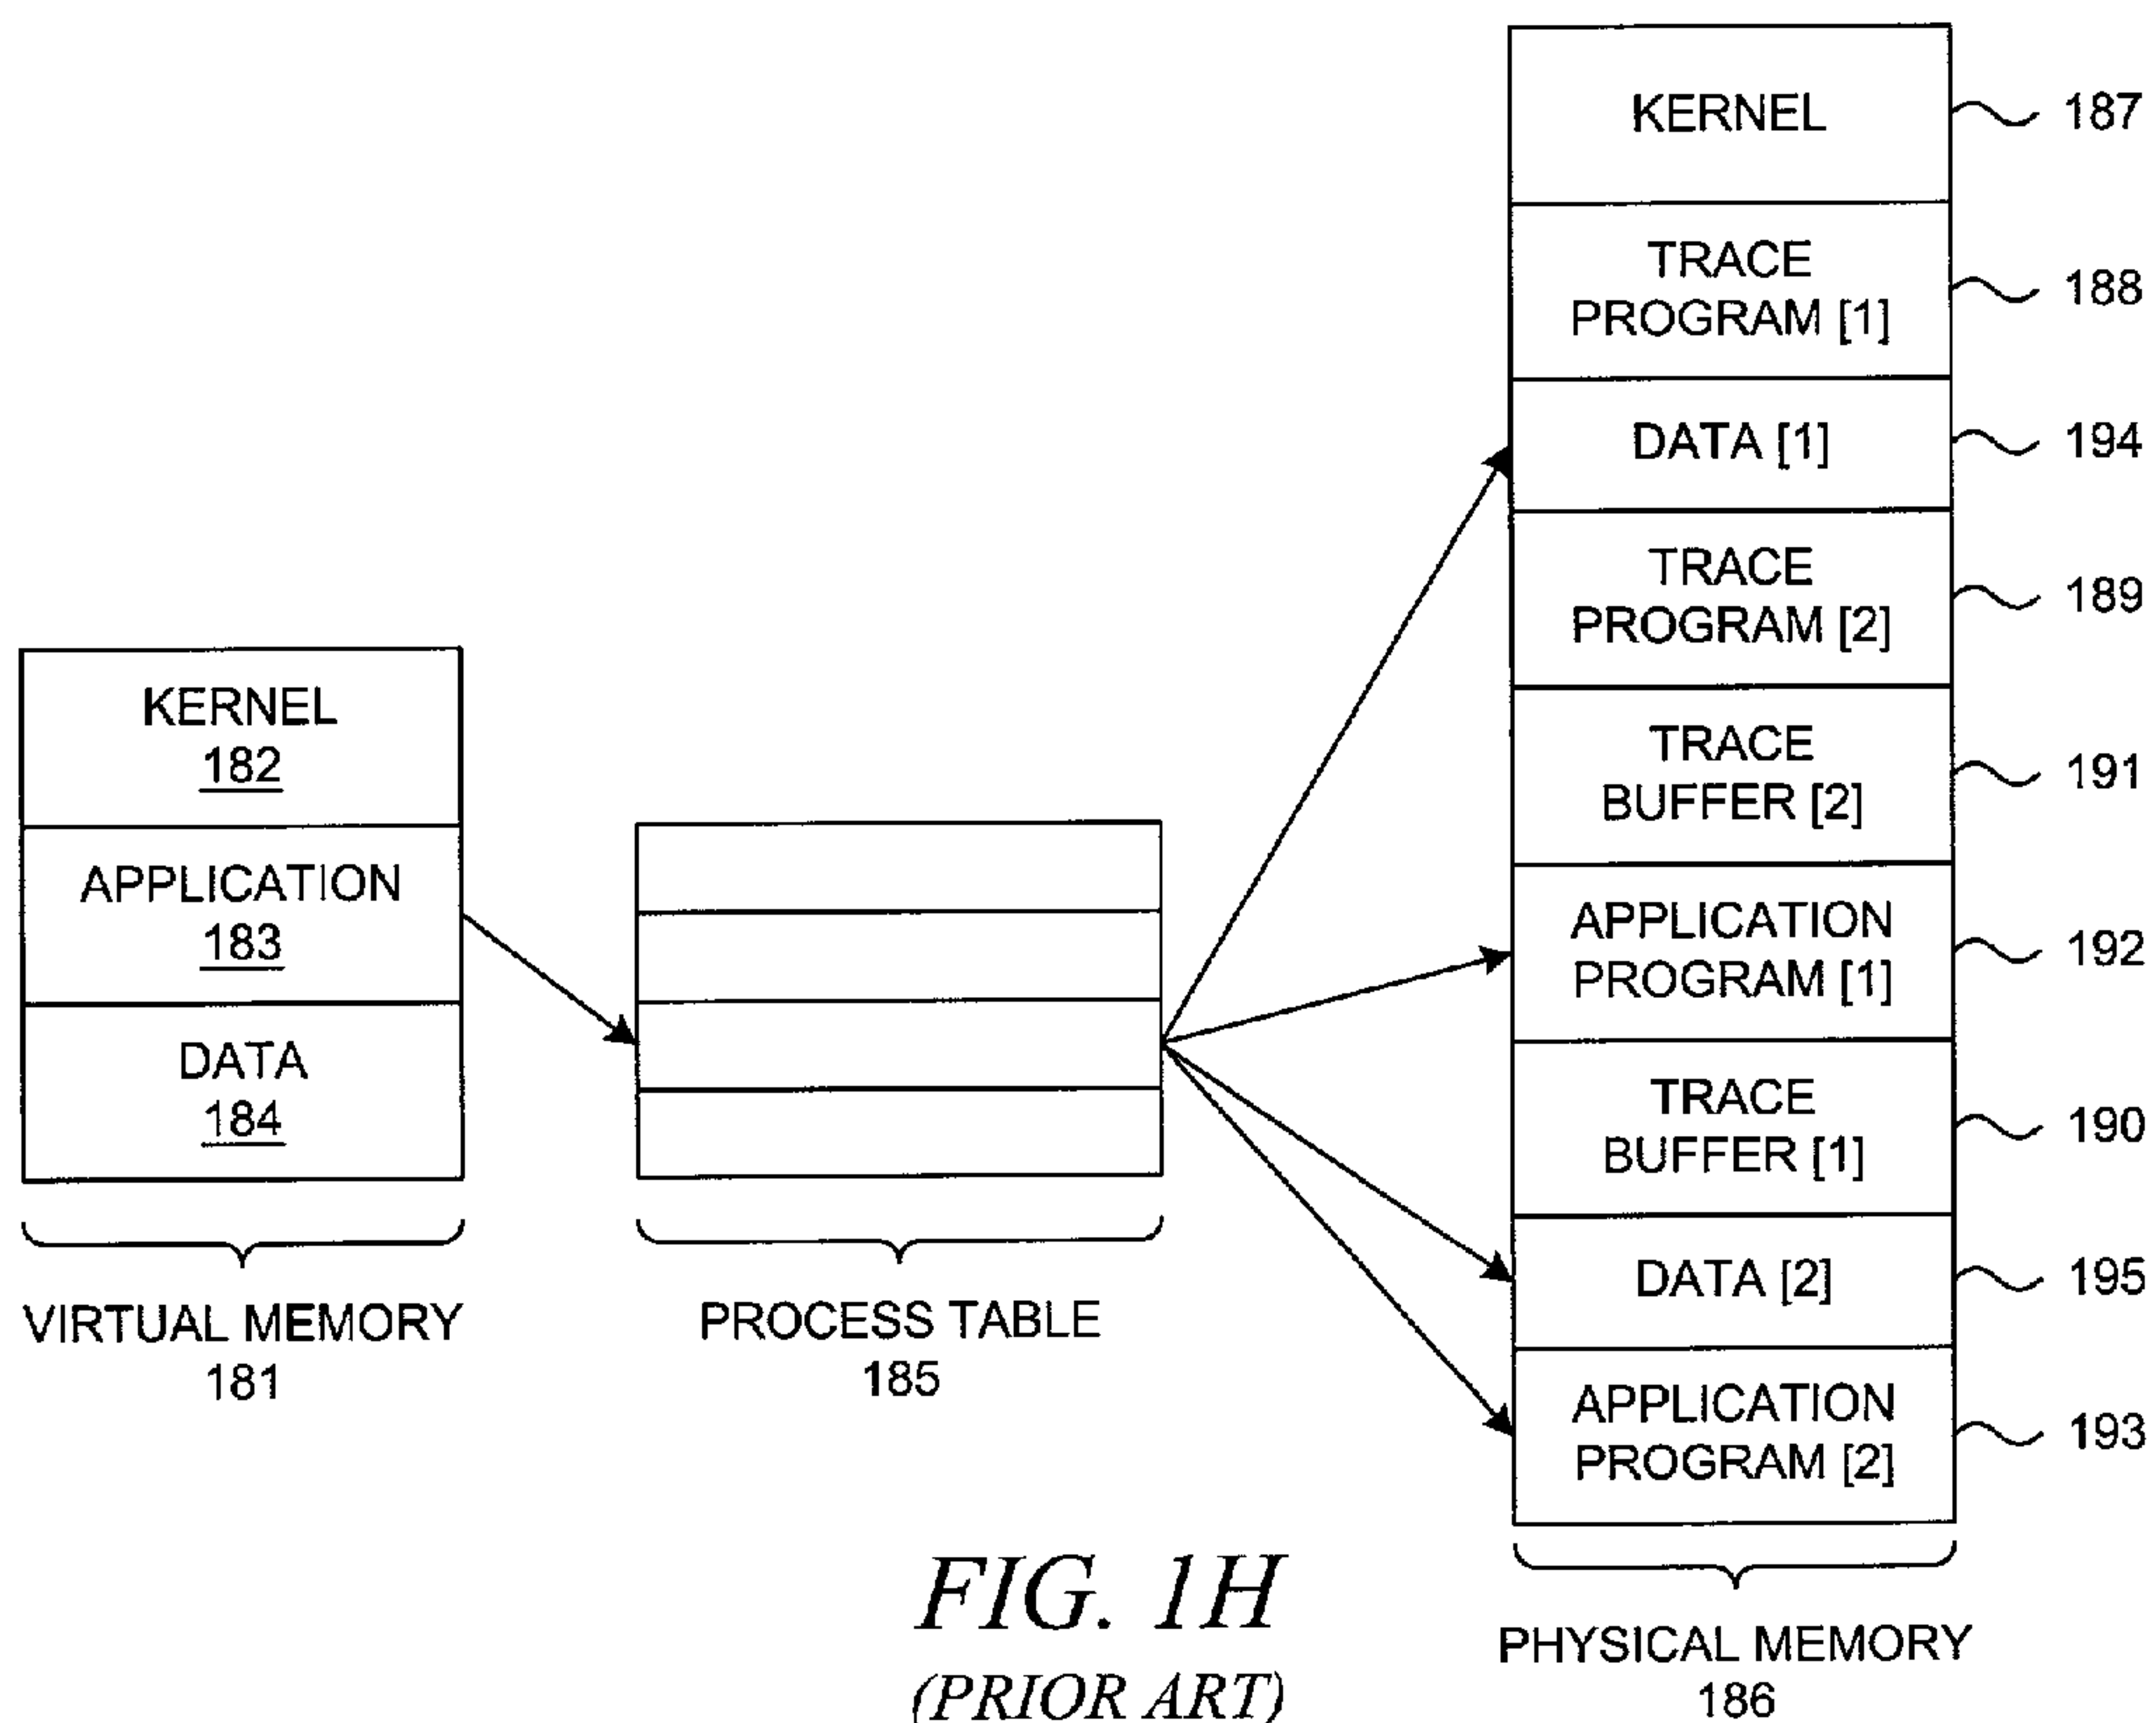 KERNEL
182
APPLICATION
183
DATA
184
VIRTUAL MEMORY
181
PROCESS TABLE
185
KERNEL
187
TRACE
PROGRAM [1]
188
DATA [1]
194
TRACE
PROGRAM [2]
189
TRACE
BUFFER [2]
191
APPLICATION
PROGRAM [1]
192
TRACE
BUFFER [1]
190
DATA [2]
195
APPLICATION
PROGRAM [2]
193
PHYSICAL MEMORY
186
FIG. 1H
(PRIOR ART)